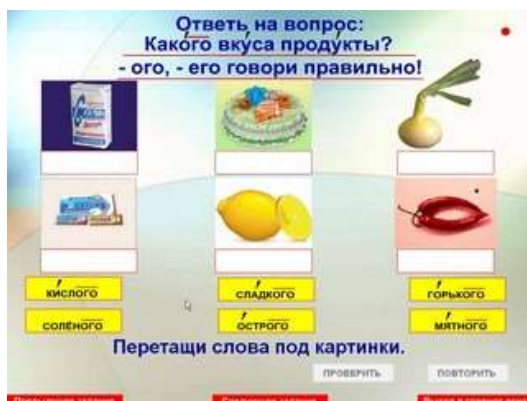 Ответь на вопрос:
Какого вкуса продукты?
- ого, - его говори правильно!
КИСЛОГО
СЛАДКОГО
ГОРЬКОГО
СОЛЁНОГО
ОСТРОГО
МЯТНОГО
Перетащи слова под картинки.
ПРОВЕРИТЬ
ПОВТОРИТЬ